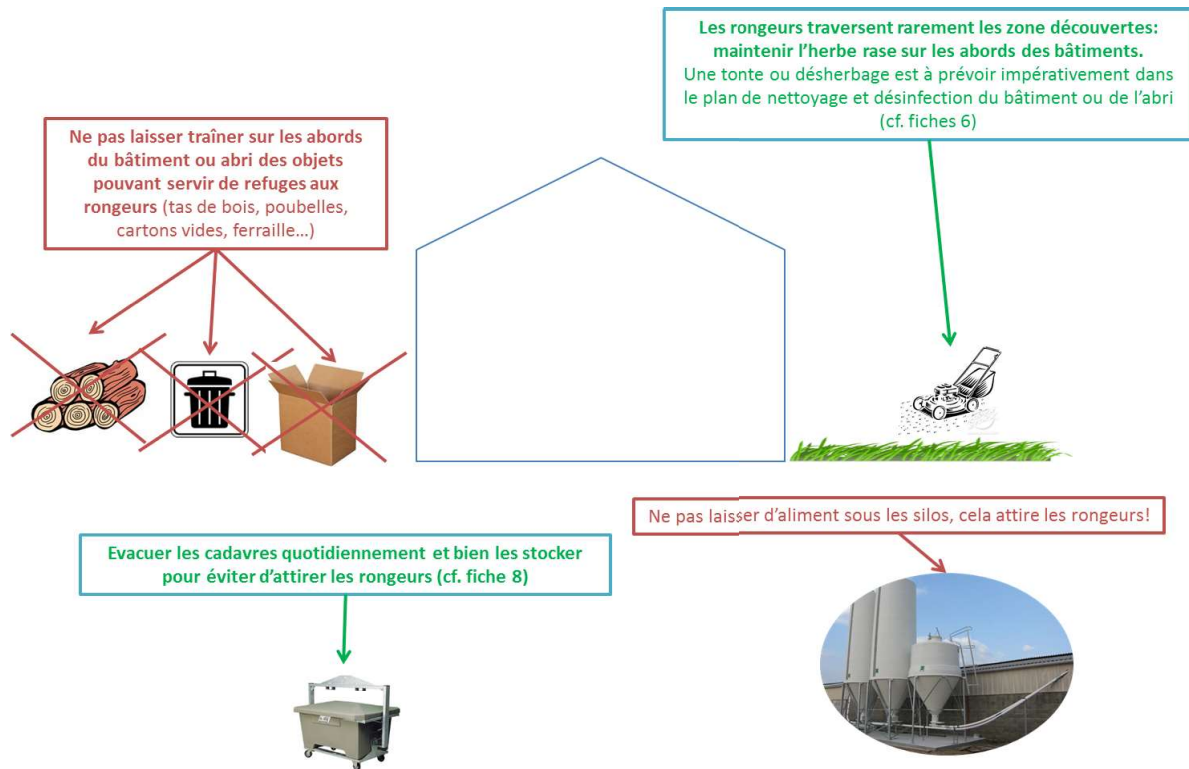 Les rongeurs traversent rarement les zone découvertes:
maintenir l’herbe rase sur les abords des bâtiments.
Une tonte ou désherbage est à prévoir impérativement dans
le plan de nettoyage et désinfection du bâtiment ou de l’abri
(cf. fiches 6)
Ne pas laisser traîner sur les abords
du bâtiment ou abri des objets
pouvant servir de refuges aux
rongeurs (tas de bois, poubelles,
cartons vides, ferraille…)
Ne pas laisser d’aliment sous les silos, cela attire les rongeurs!
Evacuer les cadavres quotidiennement et bien les stocker
pour éviter d’attirer les rongeurs (cf. fiche 8)